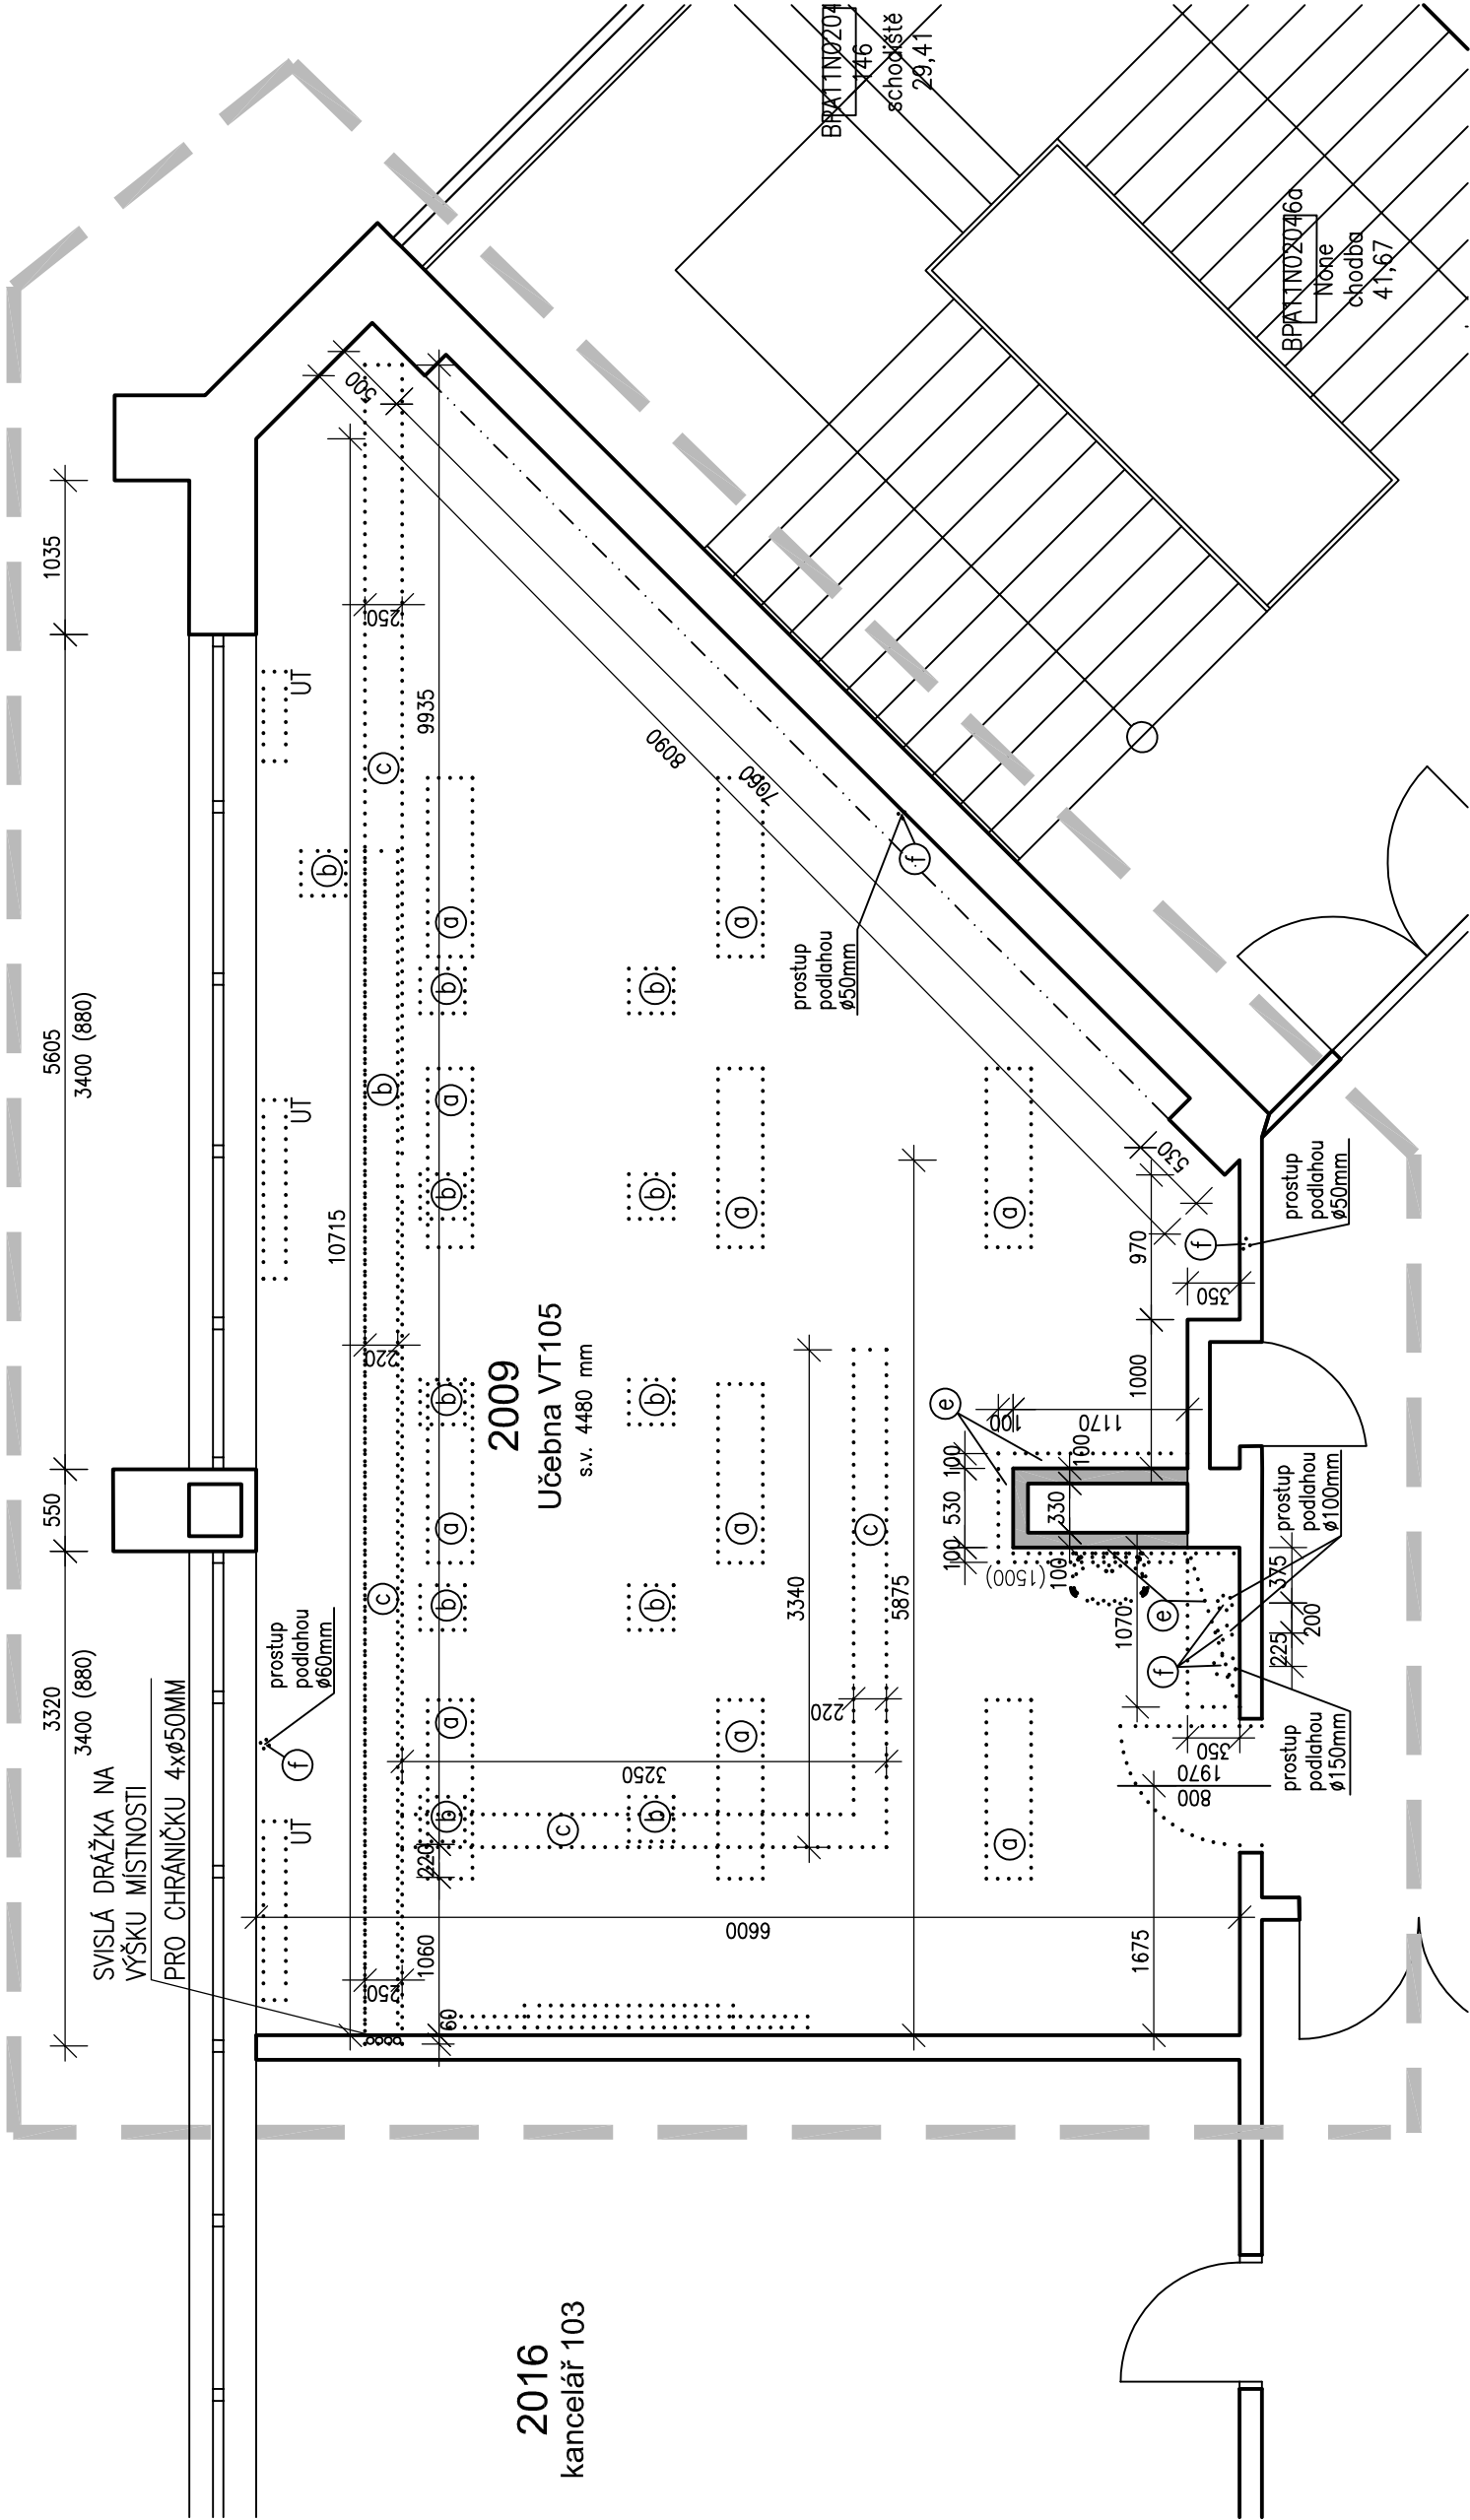 2016
kancelář 103
2009
Učebna VT105
s.v. 4480 mm
SVISLÁ DRÁŽKA NA
VÝŠKU MÍSTNOSTI
PRO CHRÁNIČKU 4xø50MM
3320
3400 (880)
550
5605
3400 (880)
1035
UT
UT
UT
prostup
podlahou
ø60mm
f
10715
250
220
250
c
b
c
b
500
60
1060
220
9935
b
a
b
a
b
a
b
a
b
a
c
8090
7060
6600
3250
b
b
b
b
b
a
a
a
a
3340
220
c
5875
prostup
podlahou
ø50mm
f
a
a
e
100
530
100
100
1170
(1500)
100
330
100
1070
1000
970
530
350
f
prostup
podlahou
ø50mm
1675
800
1970
350
f
e
225
200
375
prostup
podlahou
ø150mm
prostup
podlahou
ø100mm
BPA11N0204
146
schodiště
29,41
BPA11N02046a
None
chodba
41,67